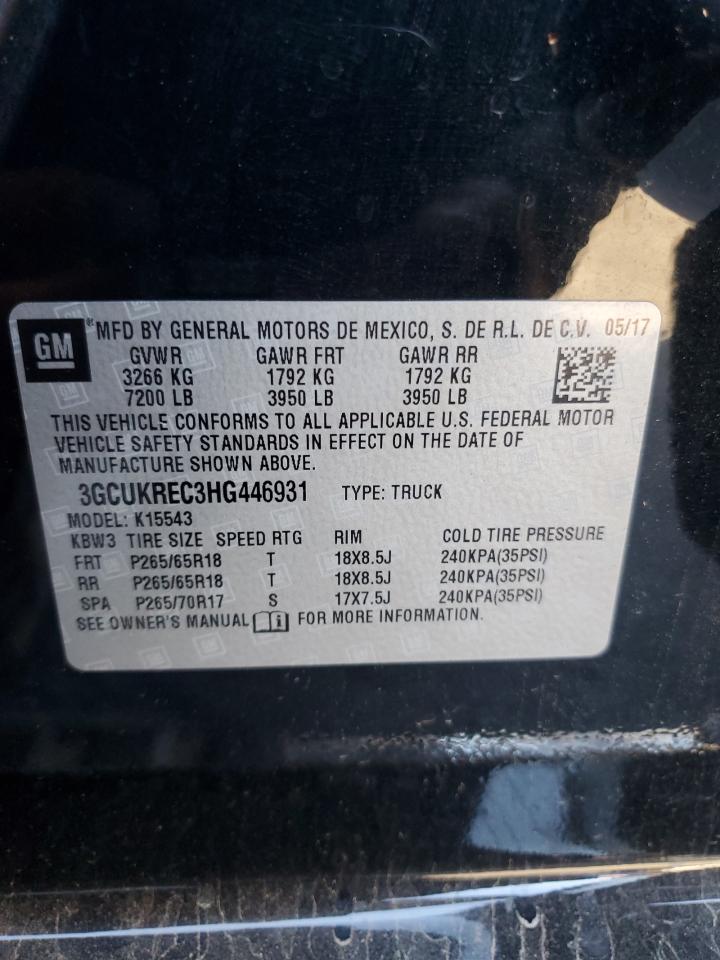 GM ® MFD BY GENERAL MOTORS DE MEXICO, S. DE R.L. DE C.V. 05/17
GVWR GAWR FRT GAWR RR
3266 KG 1792 KG 1792 KG
7200 LB 3950 LB 3950 LB
THIS VEHICLE CONFORMS TO ALL APPLICABLE U.S. FEDERAL MOTOR
VEHICLE SAFETY STANDARDS IN EFFECT ON THE DATE OF
MANUFACTURE SHOWN ABOVE.
3GCUKREC3HG446931 TYPE: TRUCK
MODEL: K15543
KBW3 TIRE SIZE SPEED RTG RIM COLD TIRE PRESSURE
FRT P265/65R18 T 18X8.5J 240KPA(35PSI)
RR P265/65R18 T 18X8.5J 240KPA(35PSI)
SPA P265/70R17 S 17X7.5J 240KPA(35PSI)
SEE OWNER'S MANUAL i FOR MORE INFORMATION.